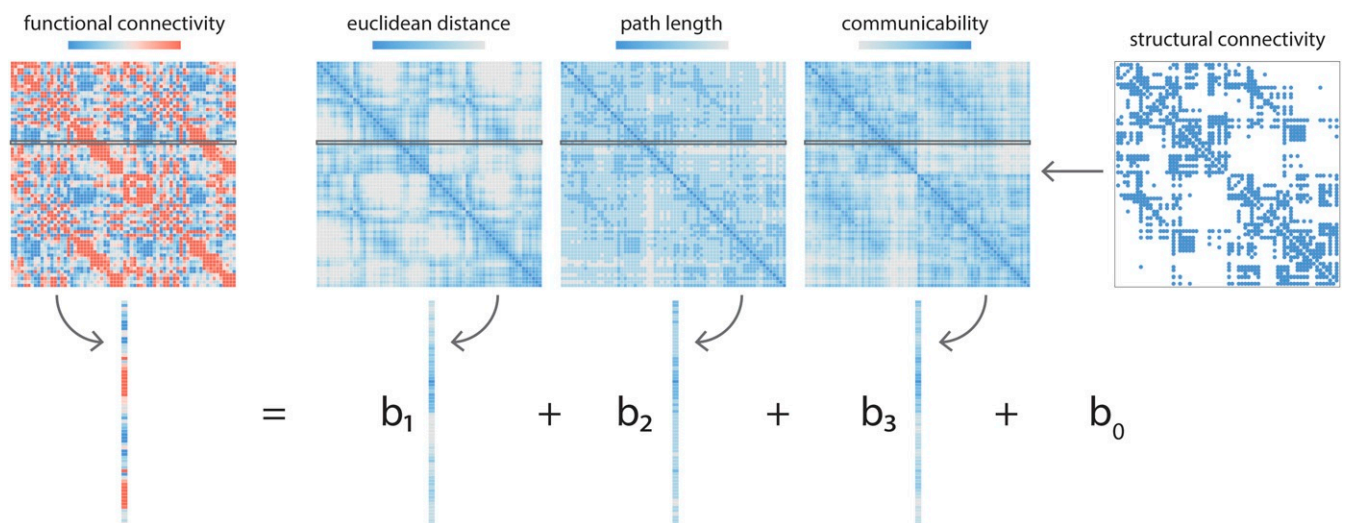 functional connectivity
euclidean distance
path length
communicability
structural connectivity
= b₁ + b₂ + b₃ + b₀